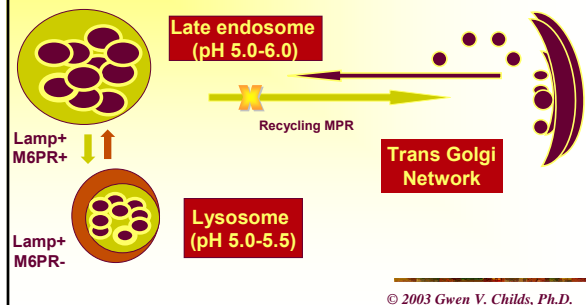 Late endosome
(pH 5.0-6.0)
Recycling MPR
Lamp+
M6PR+
Trans Golgi
Network
Lysosome
(pH 5.0-5.5)
Lamp+
M6PR-
© 2003 Gwen V. Childs, Ph.D.